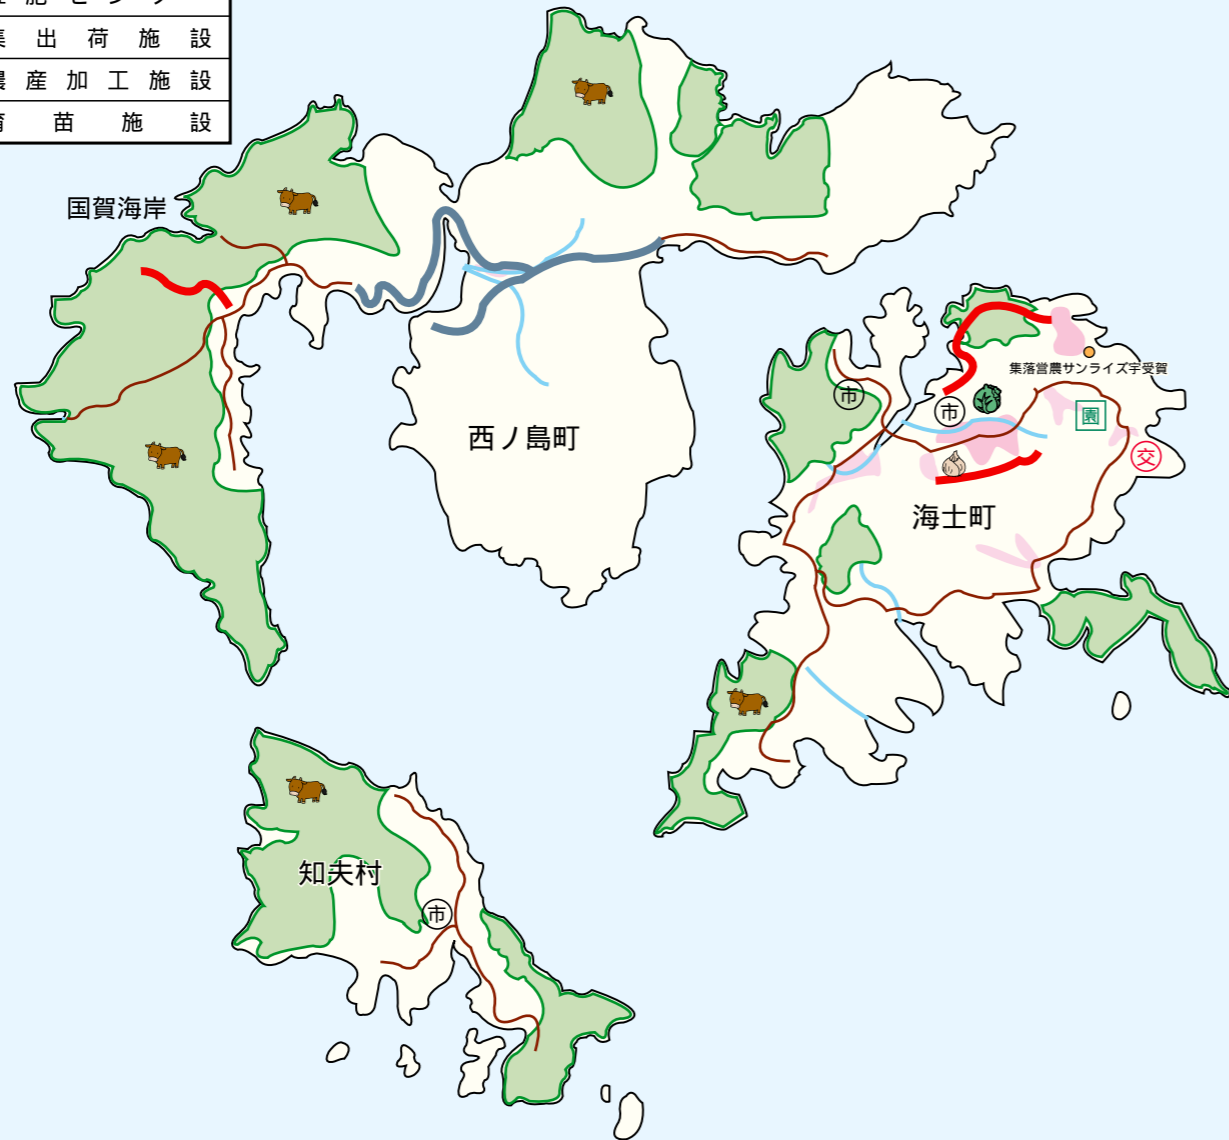 集出荷施設
農産加工施設
育苗施設
国賀海岸
西ノ島町
市
市
集落営農サンライズ宇受賀
園
交
海士町
知夫村
市